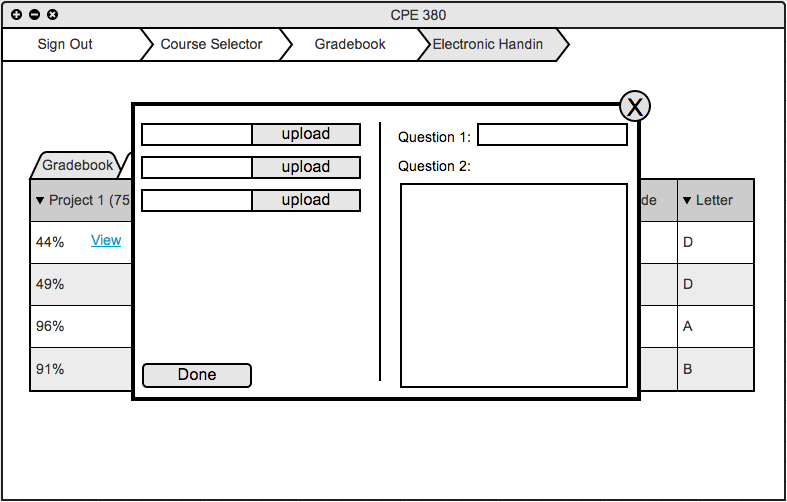 CPE 380
Sign Out
Course Selector
Gradebook
Electronic Handin
X
upload
upload
upload
Question 1:
Question 2:
Done
Gradebook
Project 1 (75
de
Letter
44%
View
D
49%
D
96%
A
91%
B